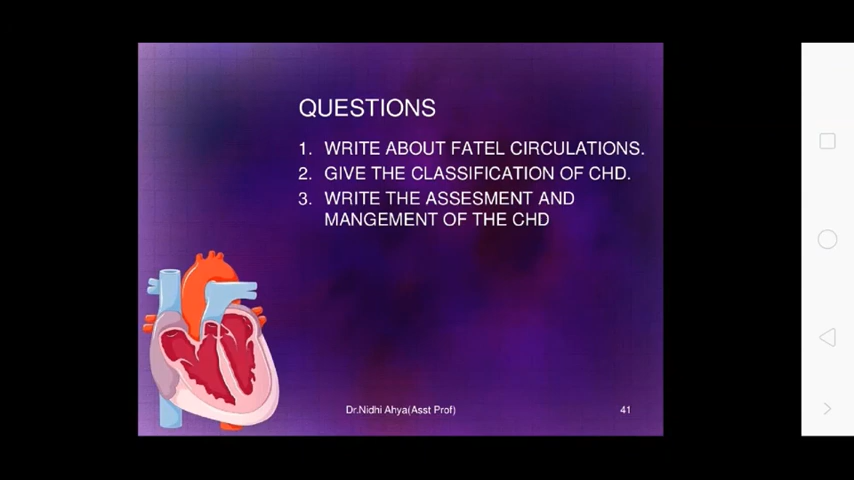 QUESTIONS
1. WRITE ABOUT FATEL CIRCULATIONS.
2. GIVE THE CLASSIFICATION OF CHD.
3. WRITE THE ASSESMENT AND
MANGEMENT OF THE CHD
Dr.Nidhi Ahya(Asst Prof)
41